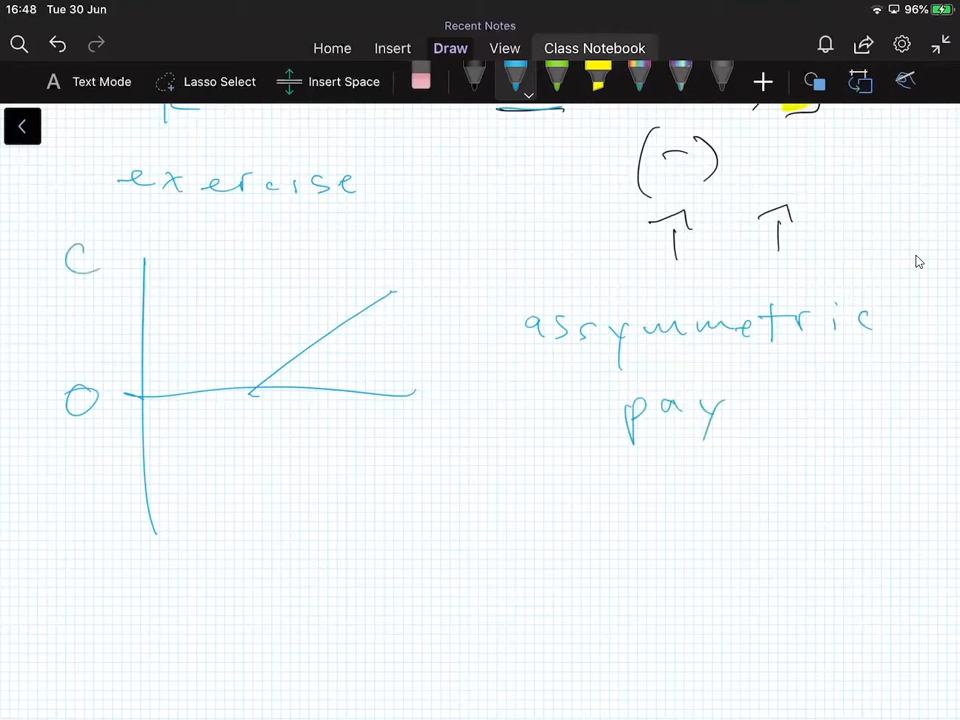 16:48 Tue 30 Jun 96%
Recent Notes
Home Insert Draw View Class Notebook
A Text Mode Lasso Select Insert Space
exercise
C
assymmetric
0
pay